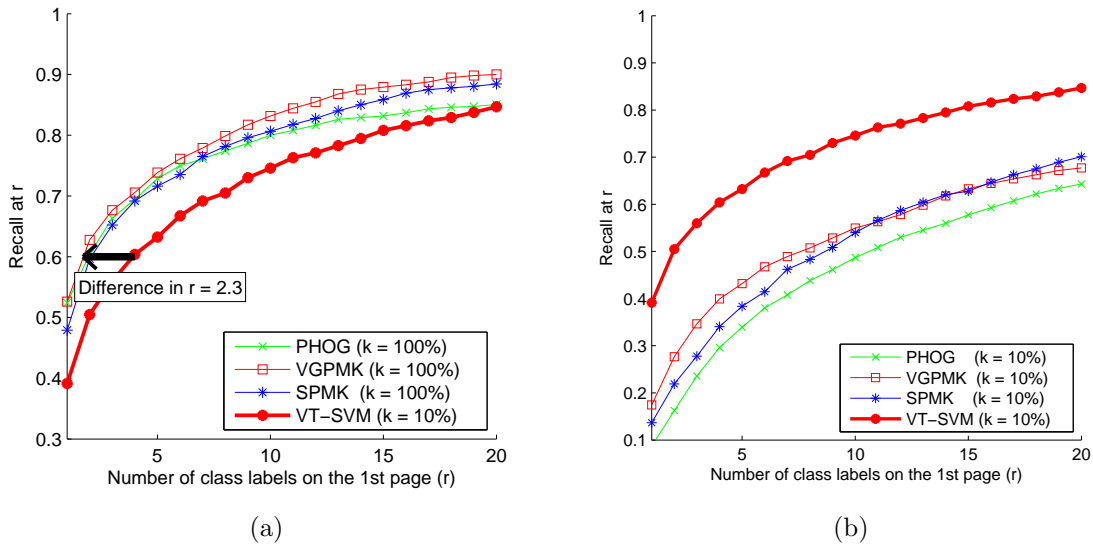 1
0.9
0.8
0.7
0.6
0.5
0.4
0.3
Recall at r
Difference in r = 2.3
PHOG (k = 100%)
VGPMK (k = 100%)
SPMK (k = 100%)
VT−SVM (k = 10%)
5 10 15 20
Number of class labels on the 1st page (r)
(a)
1
0.9
0.8
0.7
0.6
0.5
0.4
0.3
0.2
0.1
Recall at r
PHOG (k = 10%)
VGPMK (k = 10%)
SPMK (k = 10%)
VT−SVM (k = 10%)
5 10 15 20
Number of class labels on the 1st page (r)
(b)